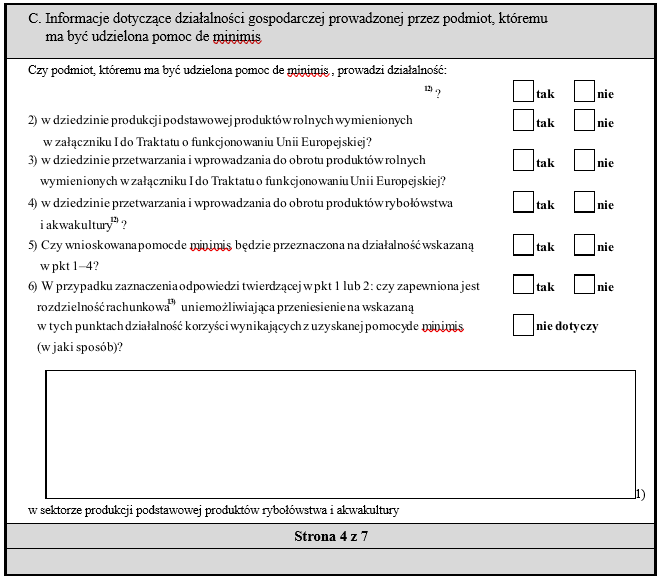 C. Informacje dotyczące działalności gospodarczej prowadzonej przez podmiot, któremu
ma być udzielona pomoc de minimis
Czy podmiot, któremu ma być udzielona pomoc de minimis, prowadzi działalność:
12) ? tak nie
2) w dziedzinie produkcji podstawowej produktów rolnych wymienionych tak nie
w załączniku I do Traktatu o funkcjonowaniu Unii Europejskiej?
3) w dziedzinie przetwarzania i wprowadzania do obrotu produktów rolnych tak nie
wymienionych w załączniku I do Traktatu o funkcjonowaniu Unii Europejskiej?
4) w dziedzinie przetwarzania i wprowadzania do obrotu produktów rybołówstwa tak nie
i akwakultury12) ?
5) Czy wnioskowana pomoc de minimis będzie przeznaczona na działalność wskazaną tak nie
w pkt 1–4?
6) W przypadku zaznaczenia odpowiedzi twierdzącej w pkt 1 lub 2: czy zapewniona jest tak nie
rozdzielność rachunkowa13) uniemożliwiająca przeniesienie na wskazaną
w tych punktach działalność korzyści wynikających z uzyskanej pomocy de minimis nie dotyczy
(w jaki sposób)?
1)
w sektorze produkcji podstawowej produktów rybołówstwa i akwakultury
Strona 4 z 7